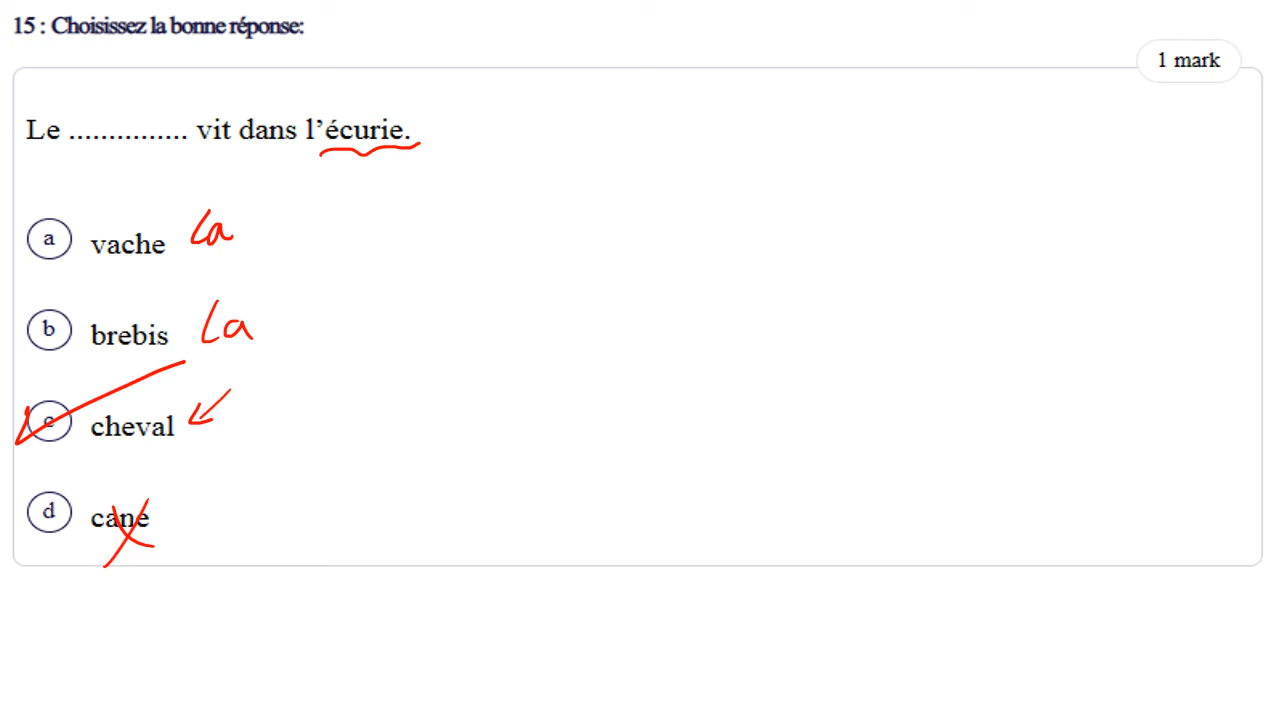 15 : Choisissez la bonne réponse:
1 mark
Le ............... vit dans l'écurie.
a vache la
b brebis la
c cheval
d cane